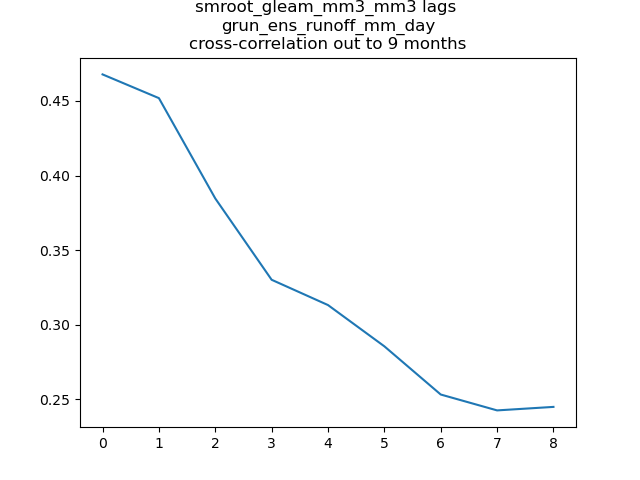 smroot_gleam_mm3_mm3 lags
grun_ens_runoff_mm_day
cross-correlation out to 9 months
0.45
0.40
0.35
0.30
0.25
0 1 2 3 4 5 6 7 8